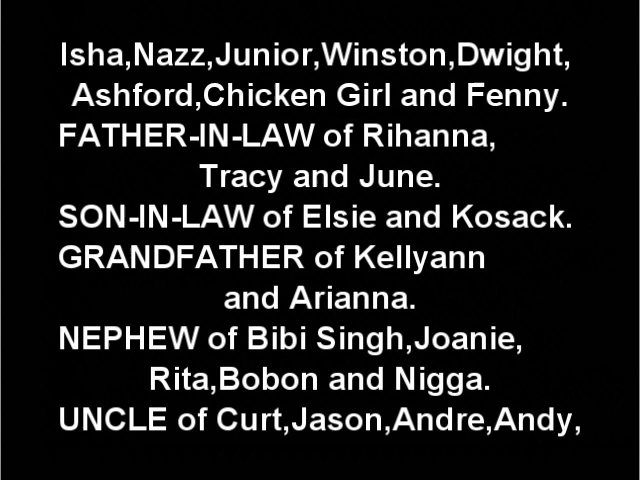 Isha,Nazz,Junior,Winston,Dwight,
Ashford,Chicken Girl and Fenny.
FATHER-IN-LAW of Rihanna,
Tracy and June.
SON-IN-LAW of Elsie and Kosack.
GRANDFATHER of Kellyann
and Arianna.
NEPHEW of Bibi Singh,Joanie,
Rita,Bobon and Nigga.
UNCLE of Curt,Jason,Andre,Andy,